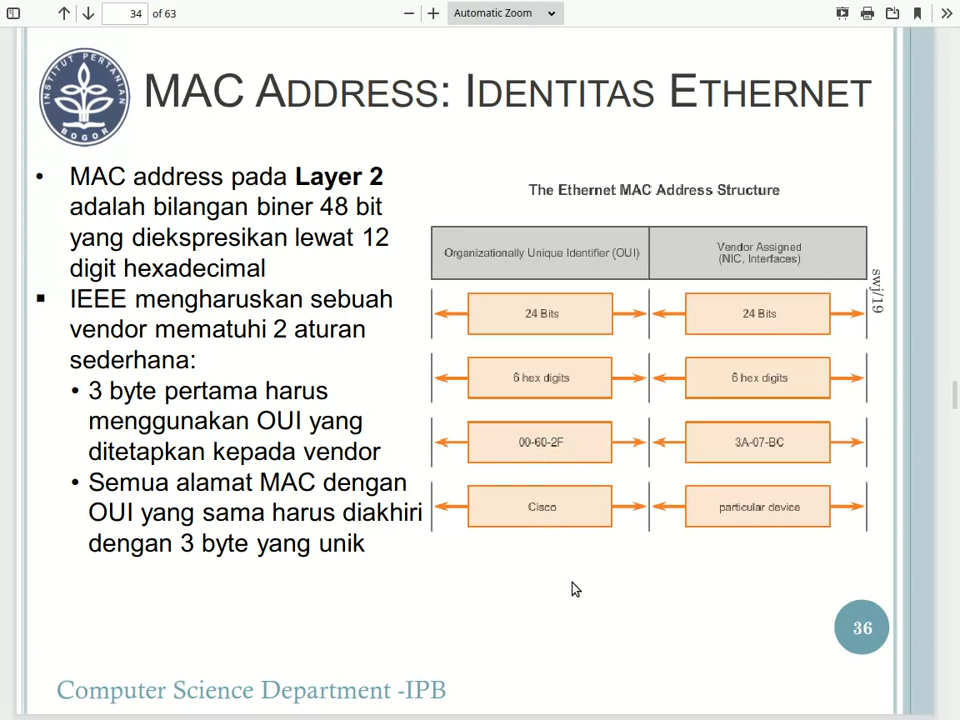 34 of 63
Automatic Zoom
INSTITUT PERTANIAN
BOGOR
MAC ADDRESS: IDENTITAS ETHERNET
• MAC address pada Layer 2
adalah bilangan biner 48 bit
yang diekspresikan lewat 12
digit hexadecimal
▪ IEEE mengharuskan sebuah
vendor mematuhi 2 aturan
sederhana:
• 3 byte pertama harus
menggunakan OUI yang
ditetapkan kepada vendor
• Semua alamat MAC dengan
OUI yang sama harus diakhiri
dengan 3 byte yang unik
The Ethernet MAC Address Structure
Organizationally Unique Identifier (OUI)
Vendor Assigned
(NIC, Interfaces)
24 Bits
24 Bits
6 hex digits
6 hex digits
00-60-2F
3A-07-BC
Cisco
particular device
swj/19
36
Computer Science Department -IPB